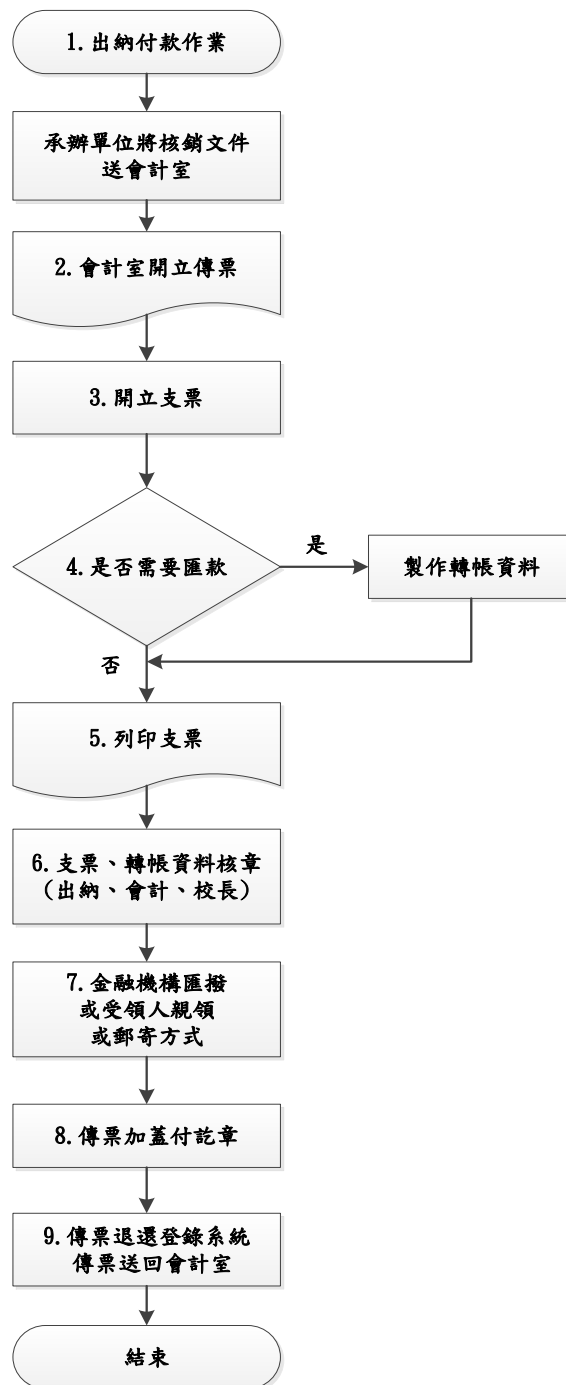 1.出納付款作業
承辦單位將核銷文件
送會計室
2.會計室開立傳票
3.開立支票
4.是否需要匯款
是
製作轉帳資料
否
5.列印支票
6.支票、轉帳資料核章
（出納、會計、校長）
7.金融機構匯撥
或受領人親領
或郵寄方式
8.傳票加蓋付訖章
9.傳票退還登錄系統
傳票送回會計室
結束